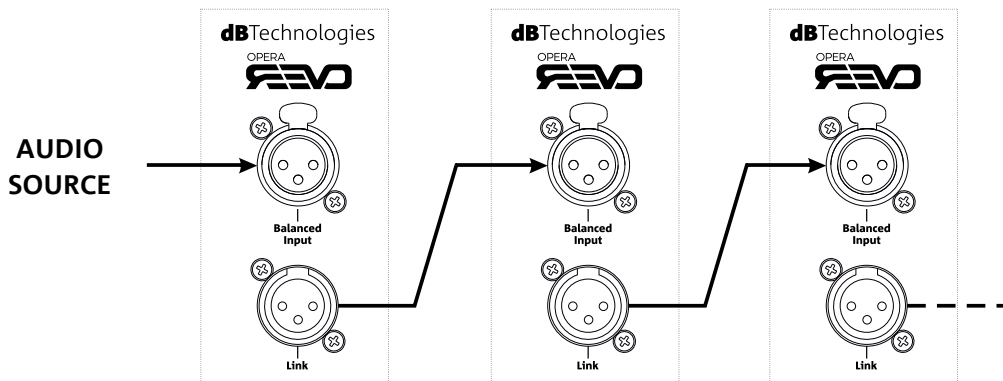 AUDIO
SOURCE
dBTechnologies
OPERA
REVO
Balanced
Input
Link
dBTechnologies
OPERA
REVO
Balanced
Input
Link
dBTechnologies
OPERA
REVO
Balanced
Input
Link